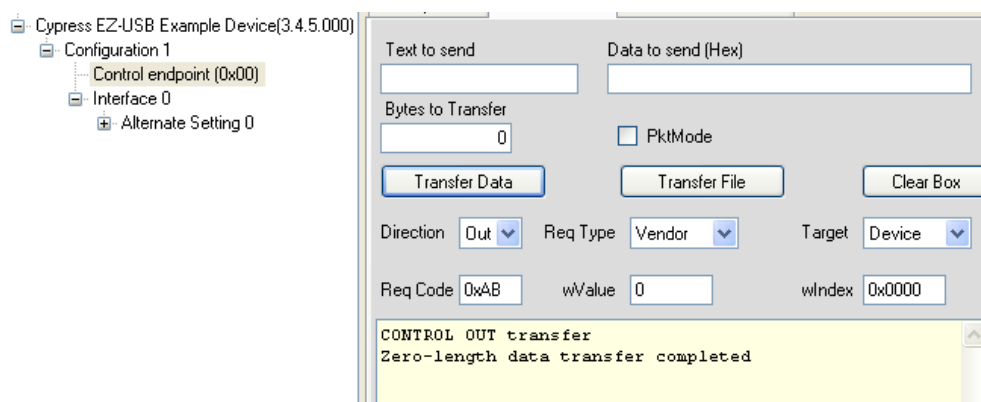 Cypress EZ-USB Example Device(3.4.5.000)
Configuration 1
Control endpoint (0x00)
Interface 0
Alternate Setting 0
Text to send
Data to send (Hex)
Bytes to Transfer
0
PktMode
Transfer Data
Transfer File
Clear Box
Direction Out Req Type Vendor Target Device
Req Code 0xAB wValue 0 wIndex 0x0000
CONTROL OUT transfer
Zero-length data transfer completed